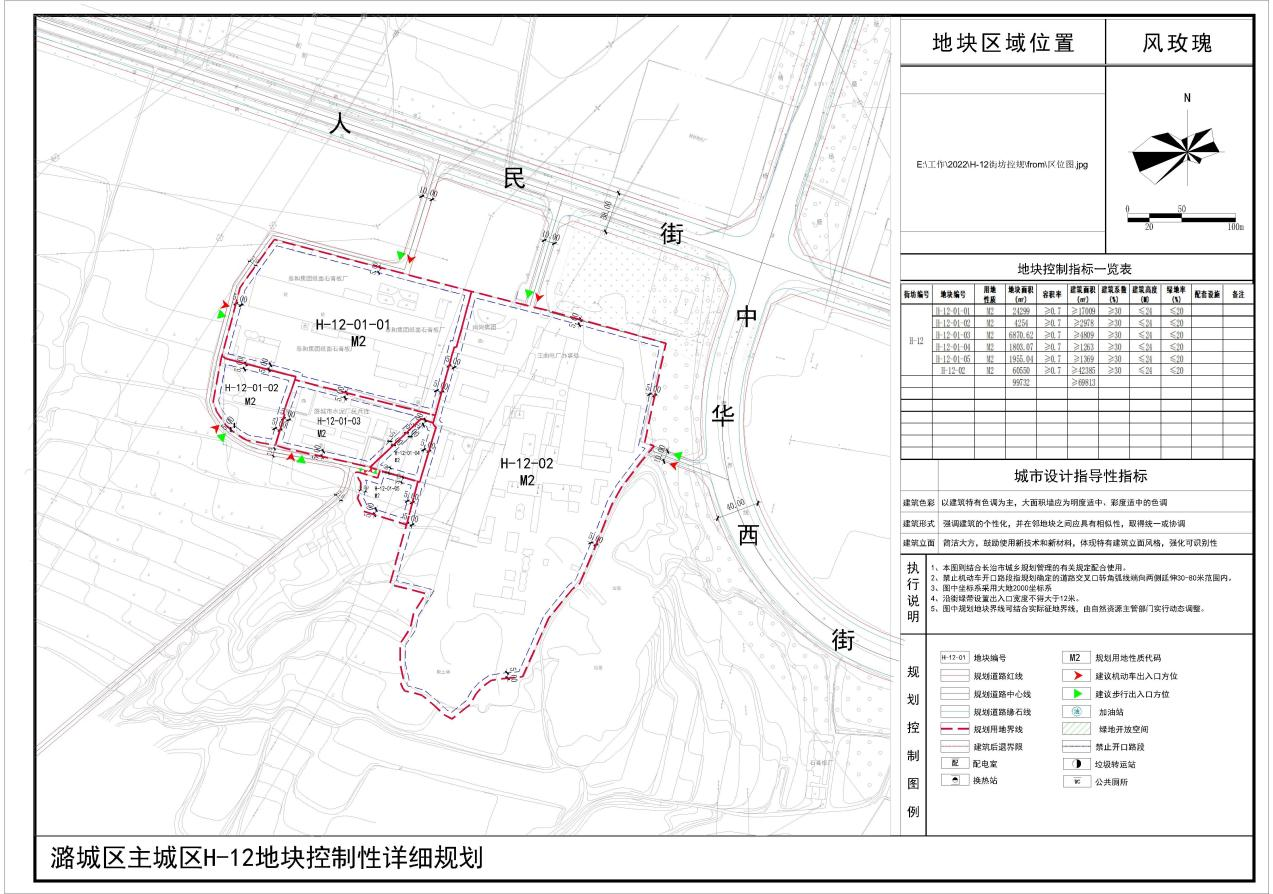 人
民
街
中
华
西
街
10.00
10.00
38.00
40.00
10.00
H-12-01-01
M2
H-12-01-02
M2
H-12-01-03
M2
H-12-01-04
M2
H-12-01-05
M2
H-12-02
M2
石膏板厂
地块区域位置
风玫瑰
E:\工作\2022\H-12街坊控规\from\区位图.jpg
N
0 50
20 100m
地块控制指标一览表
街坊编号 地块编号 用地性质 地块面积(㎡) 容积率 建筑面积(㎡) 建筑系数(%) 建筑高度(M) 绿地率(%) 配套设施 备注
H-12
H-12-01-01 M2 24299 ≥0.7 ≥17009 ≥30 ≤24 ≤20
H-12-01-02 M2 4254 ≥0.7 ≥2978 ≥30 ≤24 ≤20
H-12-01-03 M2 6870.62 ≥0.7 ≥4809 ≥30 ≤24 ≤20
H-12-01-04 M2 1803.07 ≥0.7 ≥1263 ≥30 ≤24 ≤20
H-12-01-05 M2 1955.04 ≥0.7 ≥1369 ≥30 ≤24 ≤20
H-12-02 M2 60550 ≥0.7 ≥42385 ≥30 ≤24 ≤20
99732 ≥69813
城市设计指导性指标
建筑色彩 以建筑特有色调为主，大面积墙应为明度适中、彩度适中的色调
建筑形式 强调建筑的个性化，并在邻地块之间应具有相似性，取得统一或协调
建筑立面 简洁大方，鼓励使用新技术和新材料，体现特有建筑立面风格，强化可识别性
执行说明
1、本图则结合长治市城乡规划管理的有关规定配合使用。
2、禁止机动车开口路段指规划确定的道路交叉口转角弧线端向两侧延伸30-80米范围内。
3、图中坐标系采用大地2000坐标系
4、沿街绿带设置出入口宽度不得大于12米。
5、图中规划地块界线可结合实际征地界线，由自然资源主管部门实行动态调整。
规划控制图例
H-12-01 地块编号
M2 规划用地性质代码
规划道路红线
建议机动车出入口方位
规划道路中心线
建议步行出入口方位
规划道路缘石线
加油站
规划用地界线
绿地开放空间
建筑后退界限
禁止开口路段
配 配电室
垃圾转运站
换热站
WC 公共厕所
潞城区主城区H-12地块控制性详细规划